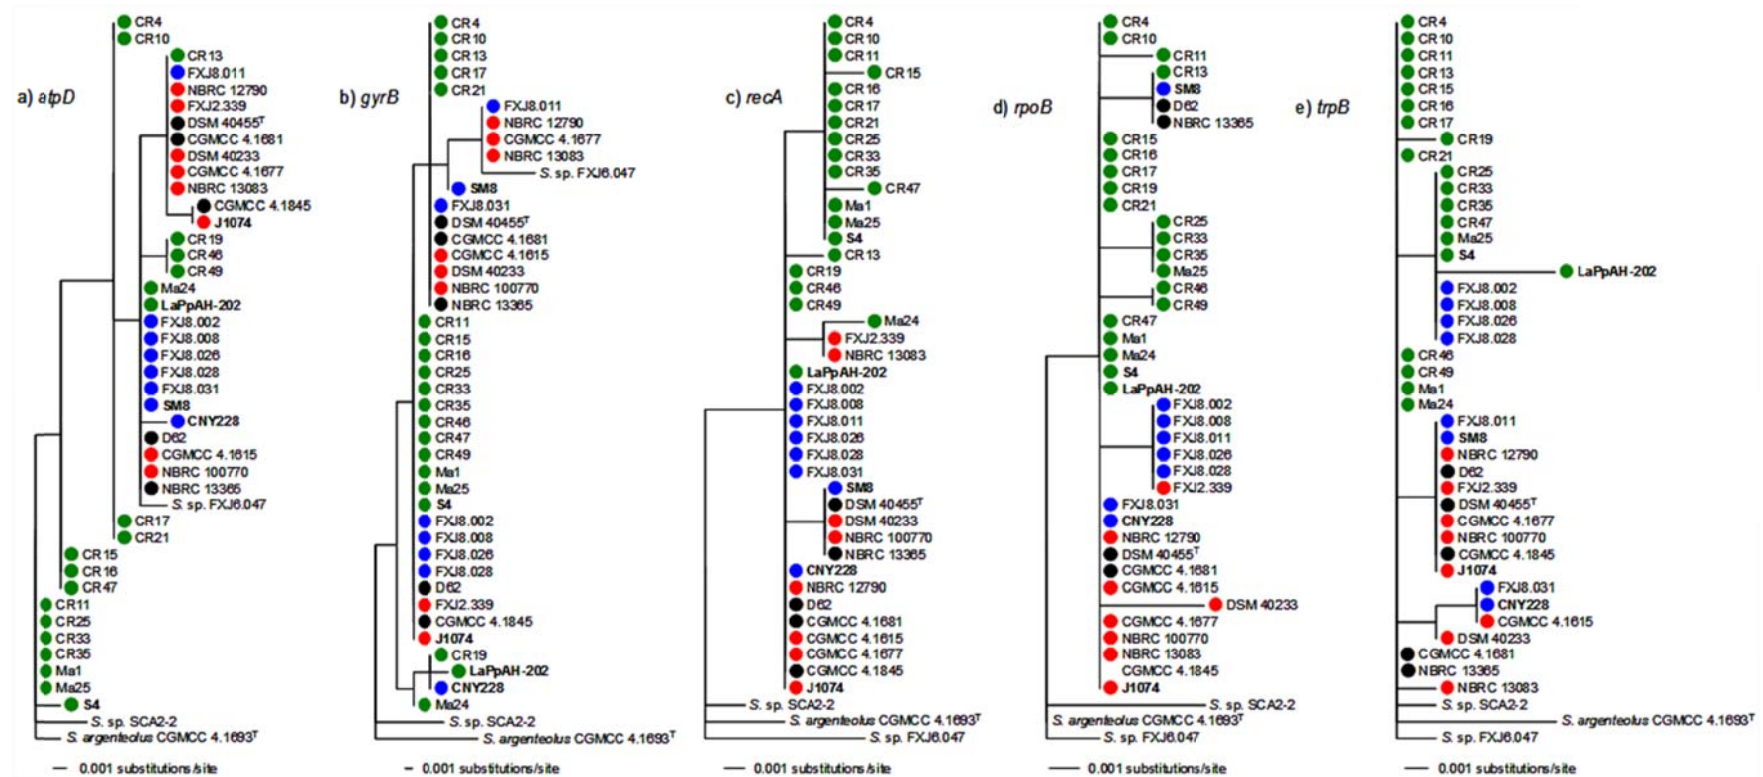 a) atpD
CR4
CR10
CR13
FXJ8.011
NBRC 12790
FXJ2.339
DSM 40455T
CGMCC 4.1681
DSM 40233
CGMCC 4.1677
NBRC 13083
CGMCC 4.1845
J1074
CR19
CR46
CR49
Ma24
LaPpAH-202
FXJ8.002
FXJ8.008
FXJ8.026
FXJ8.028
FXJ8.031
SM8
CNY228
D62
CGMCC 4.1615
NBRC 100770
NBRC 13365
S. sp. FXJ6.047
CR17
CR21
CR15
CR16
CR47
CR11
CR25
CR33
CR35
Ma1
Ma25
S4
S. sp. SCA2-2
S. argenteolus CGMCC 4.1693T
0.001 substitutions/site
b) gyrB
CR4
CR10
CR13
CR17
CR21
FXJ8.011
NBRC 12790
CGMCC 4.1677
NBRC 13083
S. sp. FXJ6.047
SM8
FXJ8.031
DSM 40455T
CGMCC 4.1681
CGMCC 4.1615
DSM 40233
NBRC 100770
NBRC 13365
CR11
CR15
CR16
CR25
CR33
CR35
CR46
CR47
CR49
Ma1
Ma25
S4
FXJ8.002
FXJ8.008
FXJ8.026
FXJ8.028
D62
FXJ2.339
CGMCC 4.1845
J1074
CR19
LaPpAH-202
CNY228
Ma24
S. sp. SCA2-2
S. argenteolus CGMCC 4.1693T
0.001 substitutions/site
c) recA
CR4
CR10
CR11
CR15
CR16
CR17
CR21
CR25
CR33
CR35
CR47
Ma1
Ma25
S4
CR13
CR19
CR46
CR49
Ma24
FXJ2.339
NBRC 13083
LaPpAH-202
FXJ8.002
FXJ8.008
FXJ8.011
FXJ8.026
FXJ8.028
FXJ8.031
SM8
DSM 40455T
DSM 40233
NBRC 100770
NBRC 13365
CNY228
NBRC 12790
D62
CGMCC 4.1681
CGMCC 4.1615
CGMCC 4.1677
CGMCC 4.1845
J1074
S. sp. SCA2-2
S. argenteolus CGMCC 4.1693T
S. sp. FXJ6.047
0.001 substitutions/site
d) rpoB
CR4
CR10
CR11
CR13
SM8
D62
NBRC 13365
CR15
CR16
CR17
CR19
CR21
CR25
CR33
CR35
Ma25
CR46
CR49
CR47
Ma1
Ma24
S4
LaPpAH-202
FXJ8.002
FXJ8.008
FXJ8.011
FXJ8.026
FXJ8.028
FXJ2.339
FXJ8.031
CNY228
NBRC 12790
DSM 40455T
CGMCC 4.1681
CGMCC 4.1615
DSM 40233
CGMCC 4.1677
NBRC 100770
NBRC 13083
CGMCC 4.1845
J1074
S. sp. SCA2-2
S. argenteolus CGMCC 4.1693T
S. sp. FXJ6.047
0.001 substitutions/site
e) trpB
CR4
CR10
CR11
CR13
CR15
CR16
CR17
CR19
CR21
CR25
CR33
CR35
CR47
Ma25
S4
LaPpAH-202
FXJ8.002
FXJ8.008
FXJ8.026
FXJ8.028
CR46
CR49
Ma1
Ma24
FXJ8.011
SM8
NBRC 12790
D62
FXJ2.339
DSM 40455T
CGMCC 4.1677
NBRC 100770
CGMCC 4.1845
J1074
FXJ8.031
CNY228
CGMCC 4.1615
DSM 40233
CGMCC 4.1681
NBRC 13365
NBRC 13083
S. sp. SCA2-2
S. argenteolus CGMCC 4.1693T
S. sp. FXJ6.047
0.001 substitutions/site